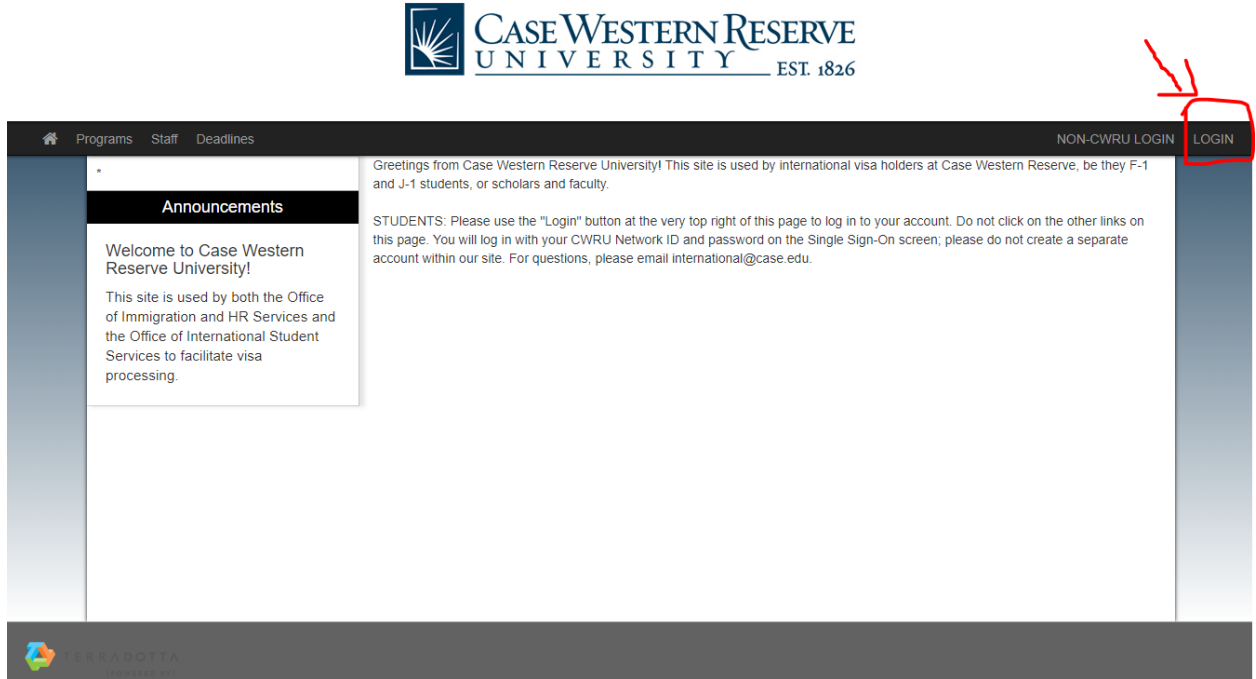 CASE WESTERN RESERVE
UNIVERSITY EST. 1826
Programs Staff Deadlines NON-CWRU LOGIN LOGIN
*
Announcements
Welcome to Case Western
Reserve University!
This site is used by both the Office
of Immigration and HR Services and
the Office of International Student
Services to facilitate visa
processing.
Greetings from Case Western Reserve University! This site is used by international visa holders at Case Western Reserve, be they F-1
and J-1 students, or scholars and faculty.
STUDENTS: Please use the "Login" button at the very top right of this page to log in to your account. Do not click on the other links on
this page. You will log in with your CWRU Network ID and password on the Single Sign-On screen; please do not create a separate
account within our site. For questions, please email international@case.edu.
TERRADOTTA